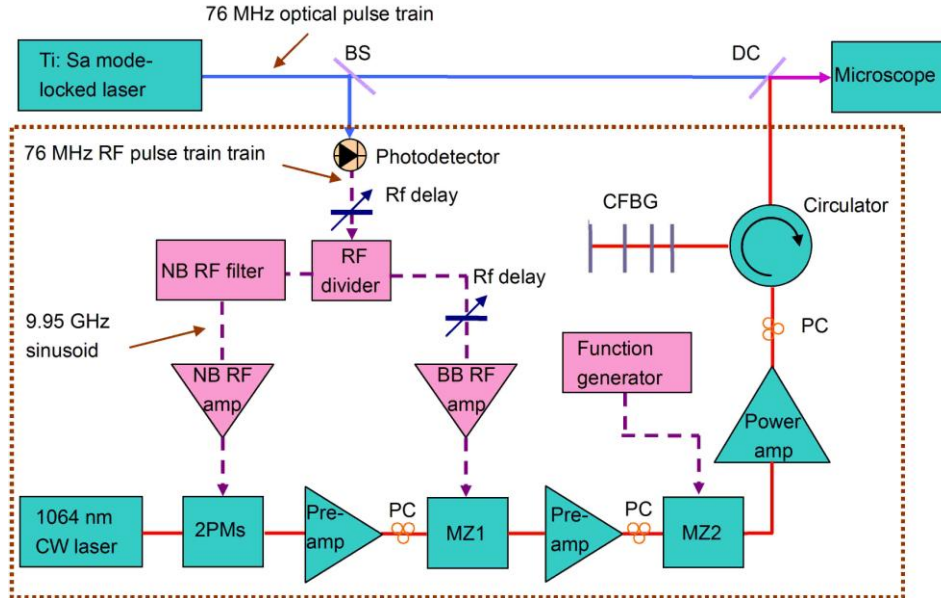 76 MHz optical pulse train
Ti: Sa mode-
locked laser
BS
DC
Microscope
76 MHz RF pulse train train
Photodetector
Rf delay
CFBG
Circulator
NB RF filter
RF
divider
Rf delay
9.95 GHz
sinusoid
Function
generator
PC
NB RF
amp
BB RF
amp
Power
amp
1064 nm
CW laser
2PMs
Pre-
amp
PC
MZ1
Pre-
amp
PC
MZ2